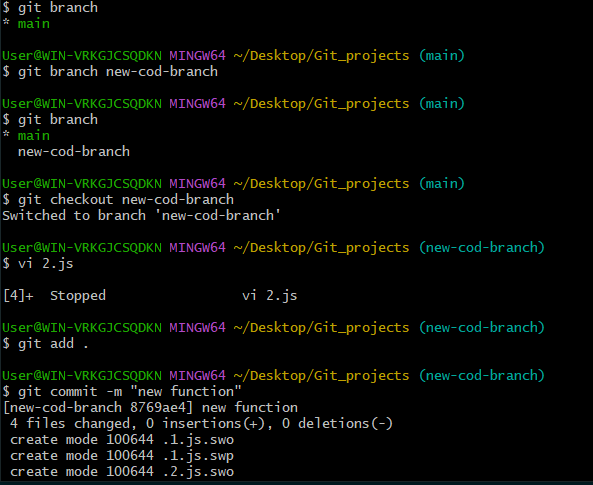 $ git branch
* main
User@WIN-VRKGJCSQDKN MINGW64 ~/Desktop/Git_projects (main)
$ git branch new-cod-branch
User@WIN-VRKGJCSQDKN MINGW64 ~/Desktop/Git_projects (main)
$ git branch
* main
  new-cod-branch
User@WIN-VRKGJCSQDKN MINGW64 ~/Desktop/Git_projects (main)
$ git checkout new-cod-branch
Switched to branch 'new-cod-branch'
User@WIN-VRKGJCSQDKN MINGW64 ~/Desktop/Git_projects (new-cod-branch)
$ vi 2.js
[4]+  Stopped                 vi 2.js
User@WIN-VRKGJCSQDKN MINGW64 ~/Desktop/Git_projects (new-cod-branch)
$ git add .
User@WIN-VRKGJCSQDKN MINGW64 ~/Desktop/Git_projects (new-cod-branch)
$ git commit -m "new function"
[new-cod-branch 8769ae4] new function
 4 files changed, 0 insertions(+), 0 deletions(-)
 create mode 100644 .1.js.swo
 create mode 100644 .1.js.swp
 create mode 100644 .2.js.swo